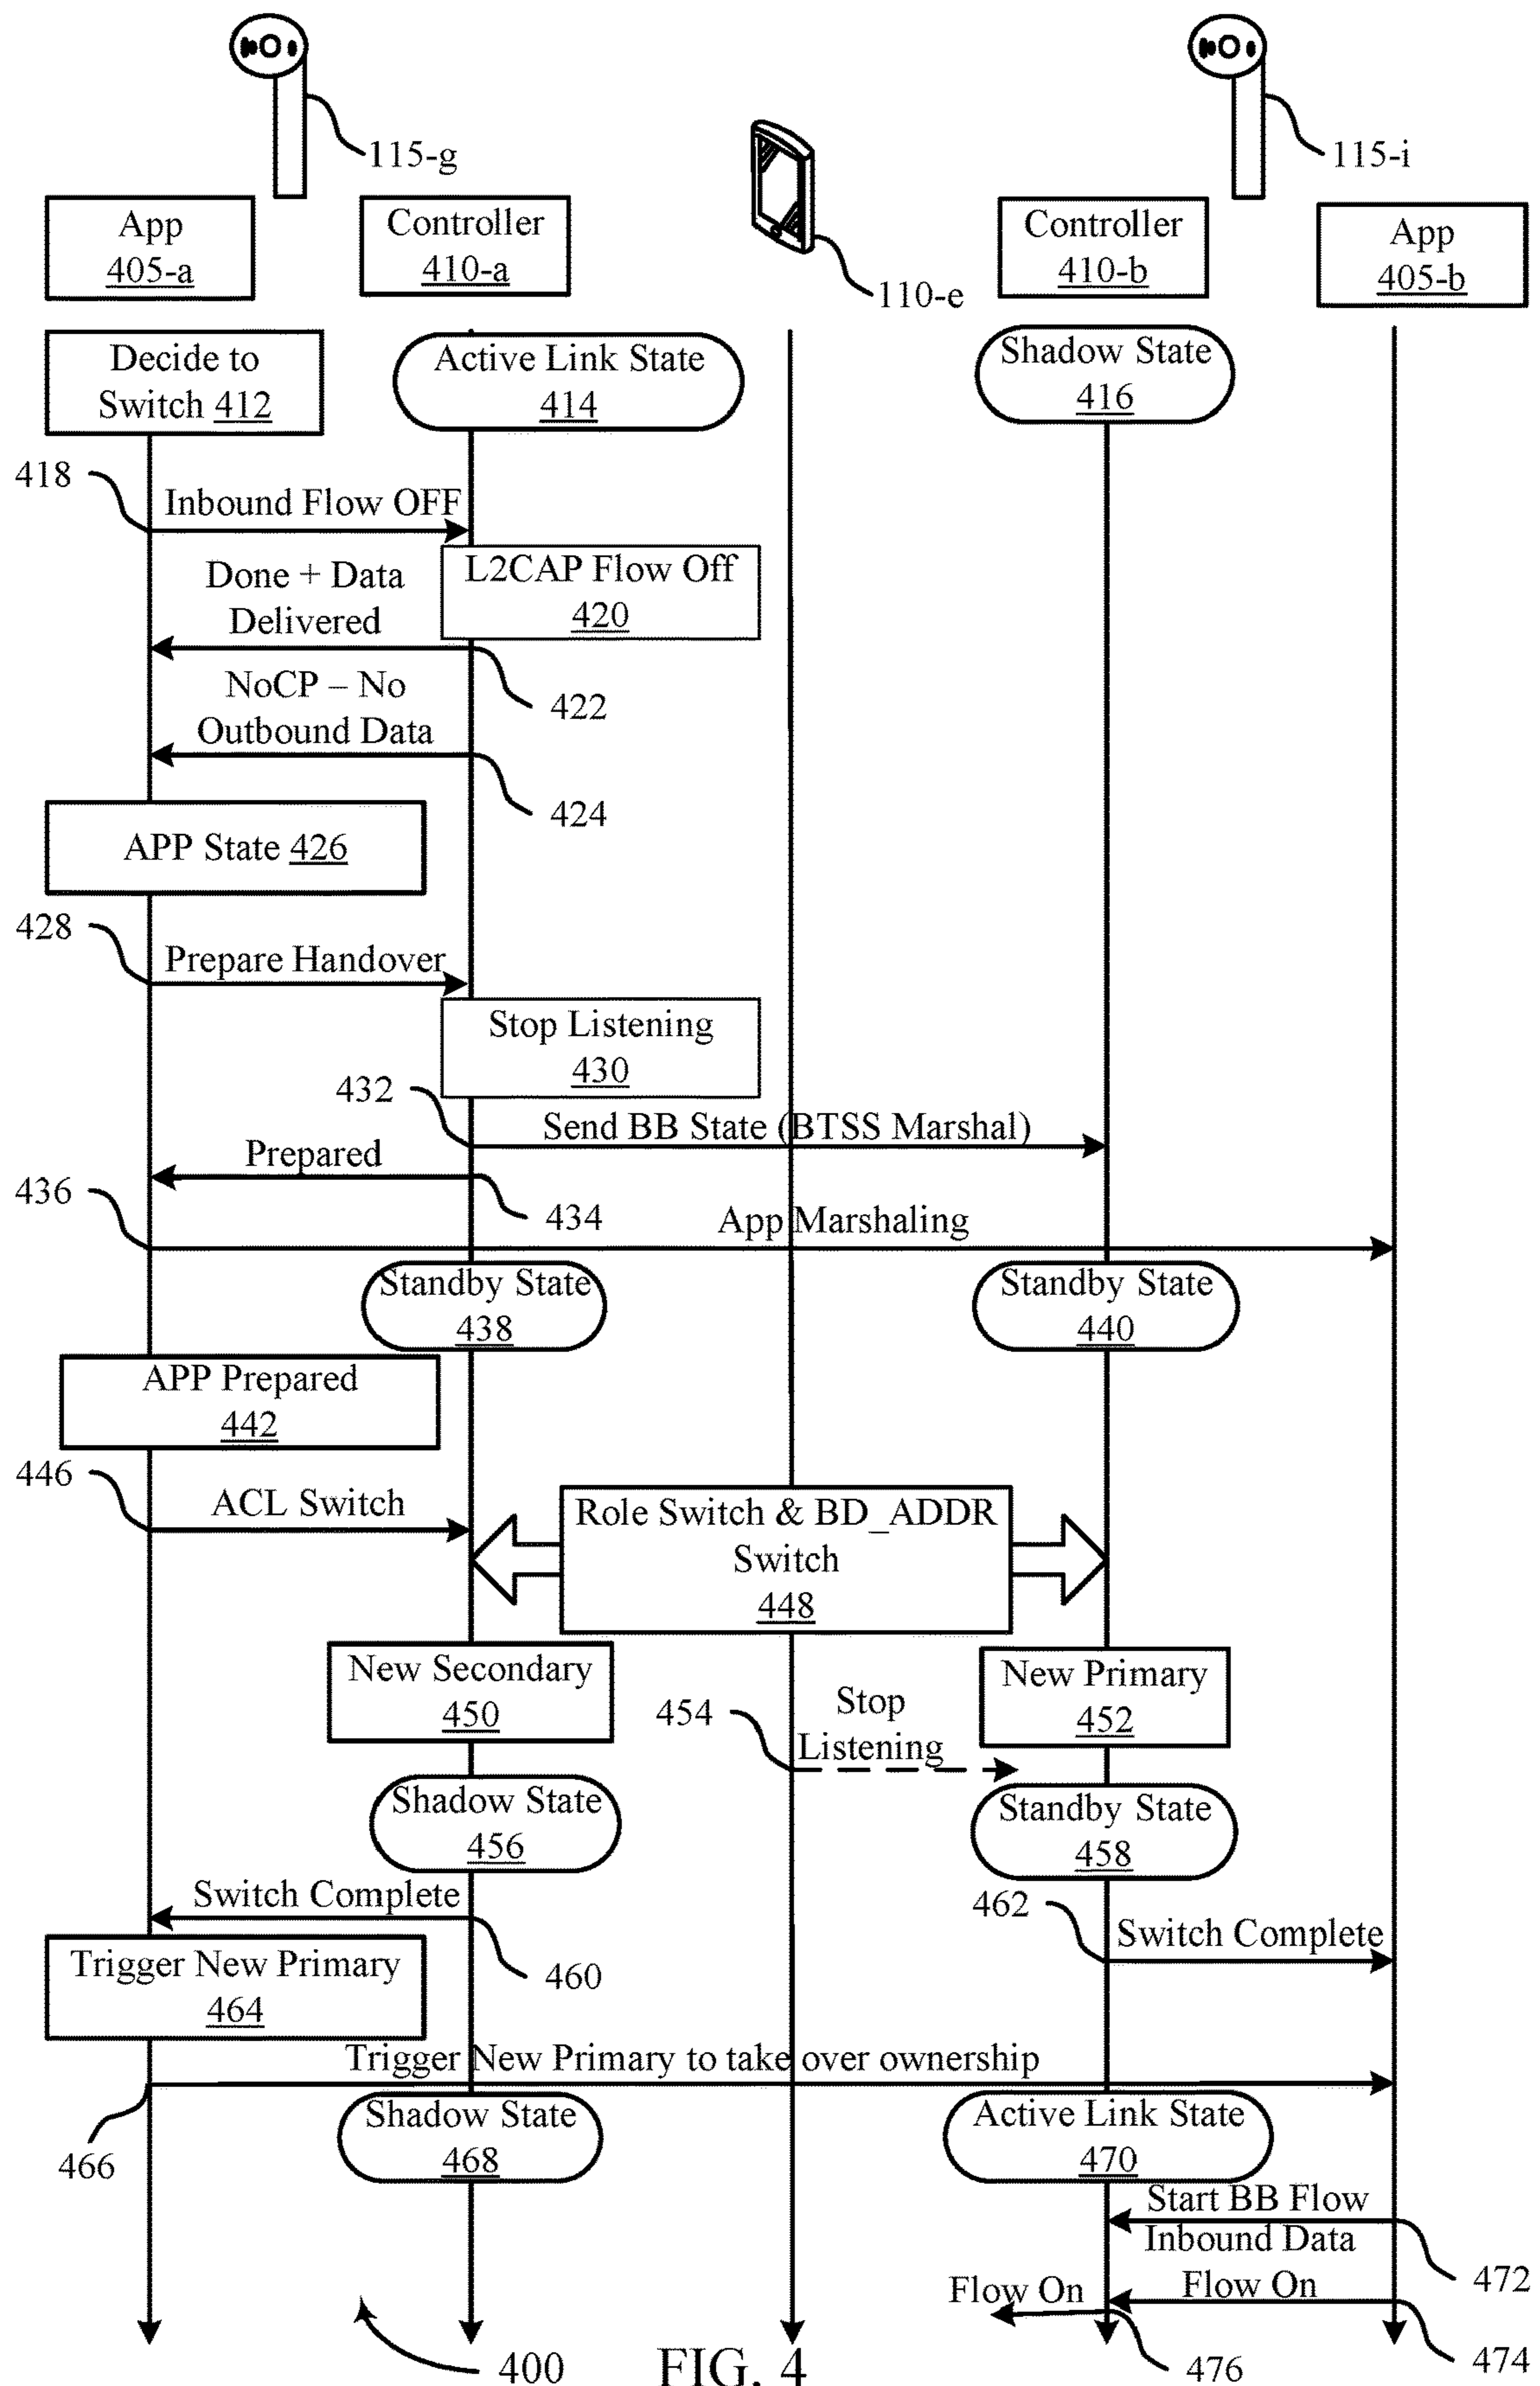 115-g
115-i
App
405-a
Controller
410-a
110-e
Controller
410-b
App
405-b
Decide to
Switch 412
Active Link State
414
Shadow State
416
418
Inbound Flow OFF
L2CAP Flow Off
420
Done + Data
Delivered
422
NoCP – No
Outbound Data
424
APP State 426
428
Prepare Handover
Stop Listening
430
432
Send BB State (BTSS Marshal)
Prepared
434
436
App Marshaling
Standby State
438
Standby State
440
APP Prepared
442
446
ACL Switch
Role Switch & BD_ADDR
Switch
448
New Secondary
450
New Primary
452
454
Stop
Listening
Shadow State
456
Standby State
458
Switch Complete
460
462
Switch Complete
Trigger New Primary
464
Trigger New Primary to take over ownership
466
Shadow State
468
Active Link State
470
Start BB Flow
Inbound Data
472
Flow On
Flow On
474
476
400
FIG. 4